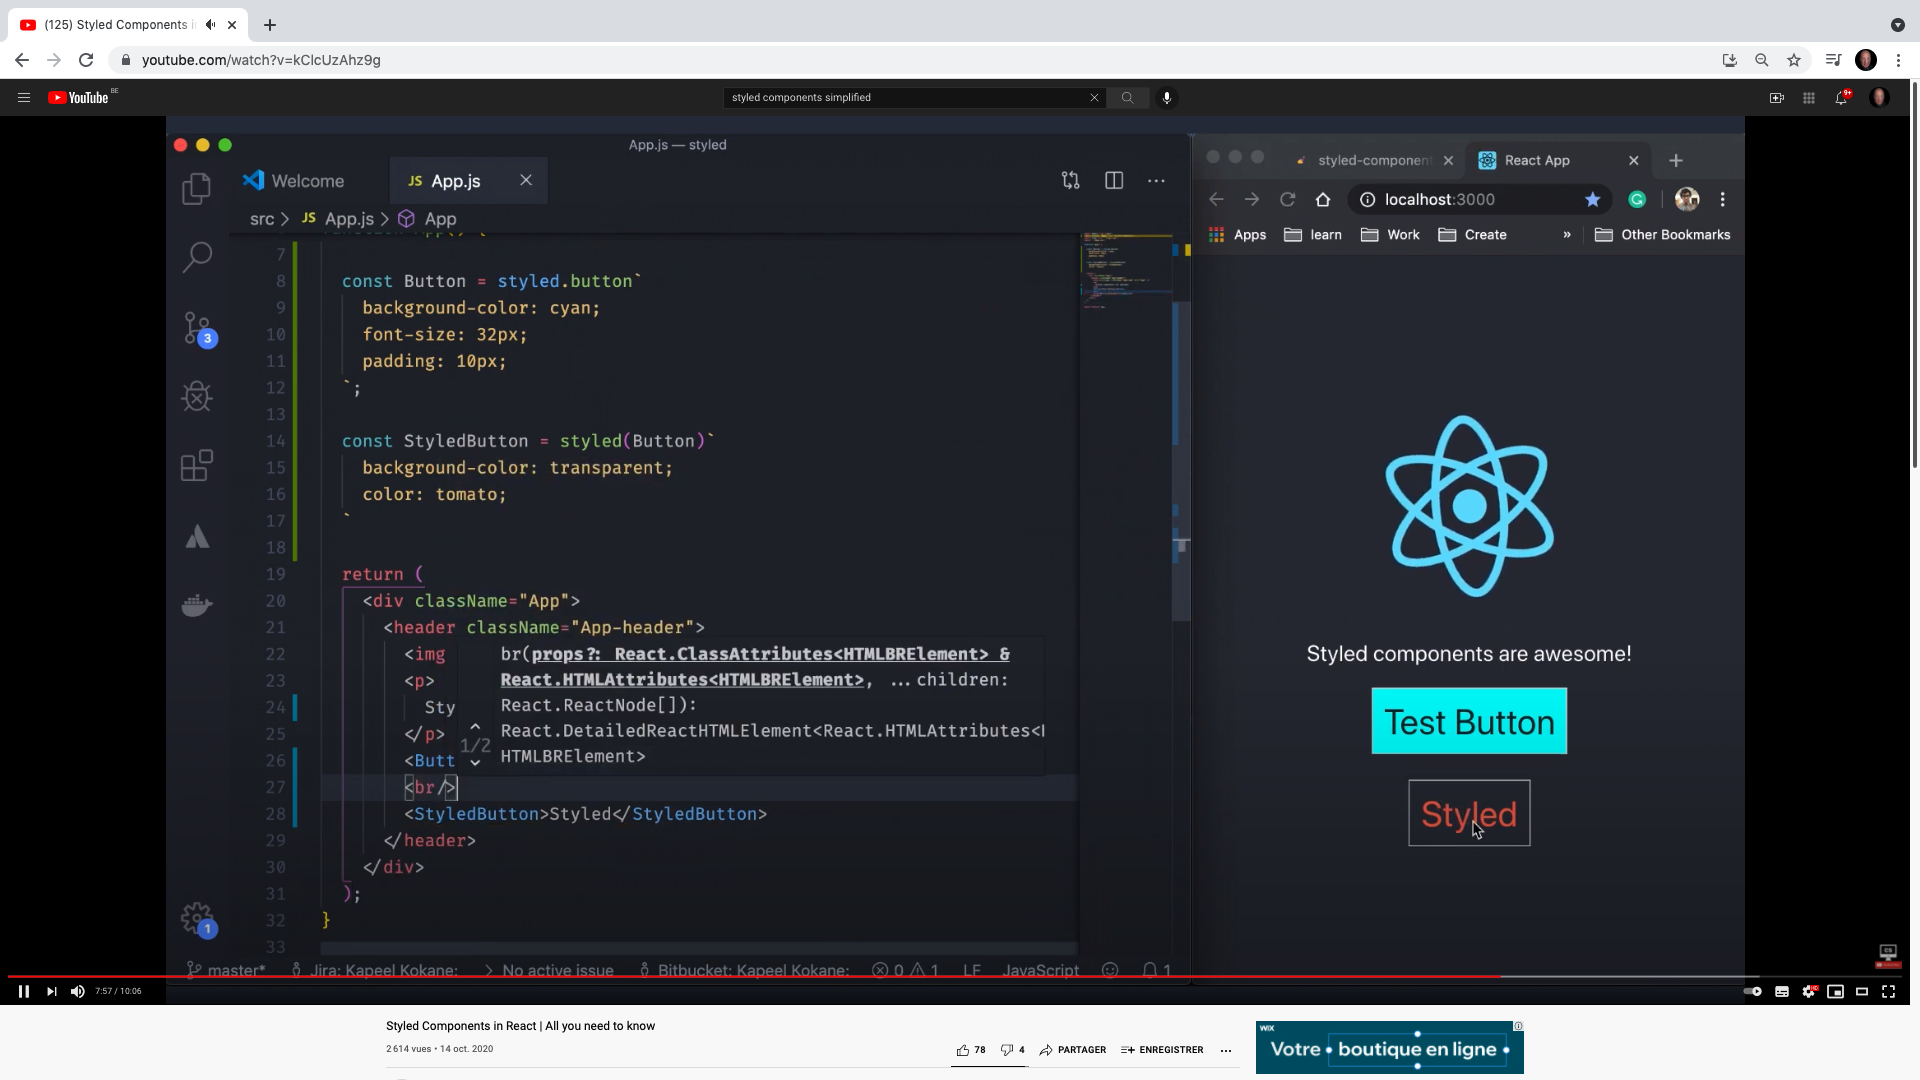 (125) Styled Components i
youtube.com/watch?v=kClcUzAhz9g
YouTube BE
styled components simplified
9+
App.js — styled
Welcome
JS App.js
src > JS App.js > App
function App() {
7
8 const Button = styled.button`
9 background-color: cyan;
10 font-size: 32px;
11 padding: 10px;
12 `;
13
14 const StyledButton = styled(Button)`
15 background-color: transparent;
16 color: tomato;
17 `
18
19 return (
20 <div className="App">
21 <header className="App-header">
22 <img
23 <p>
24 Sty
25 </p>
26 <Butt
27 <br/>
28 <StyledButton>Styled</StyledButton>
29 </header>
30 </div>
31 );
32 }
33
br(props?: React.ClassAttributes<HTMLBRElement> &
React.HTMLAttributes<HTMLBRElement>, ...children:
React.ReactNode[]):
React.DetailedReactHTMLElement<React.HTMLAttributes<H
HTMLBRElement>
1/2
3
1
master* Jira: Kapeel Kokane: No active issue Bitbucket: Kapeel Kokane: 0 1 LF JavaScript 1
styled-component
React App
localhost:3000
Apps learn Work Create » Other Bookmarks
Styled components are awesome!
Test Button
Styled
7:57 / 10:06
HD
Styled Components in React | All you need to know
2 614 vues • 14 oct. 2020
78 4 PARTAGER ENREGISTRER
WIX
Votre boutique en ligne